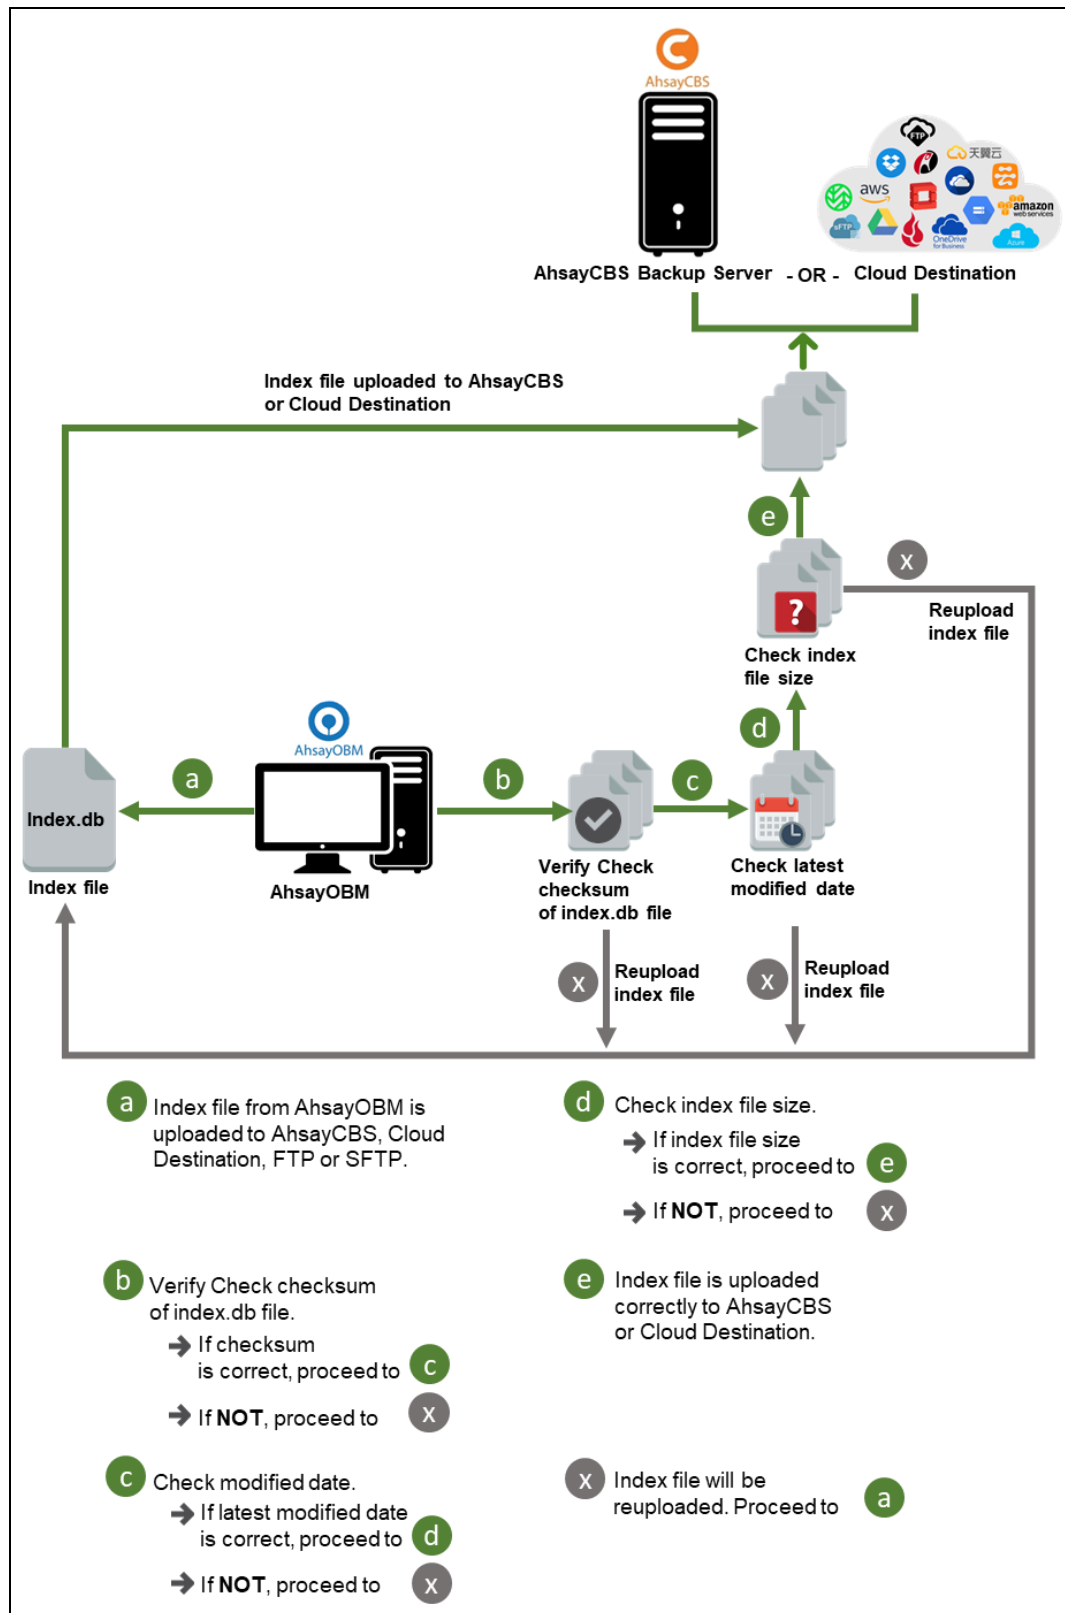 AhsayCBS
FTP
天翼云
aws
amazon
web services
sFTP
OneDrive
for Business
Azure
AhsayCBS Backup Server - OR - Cloud Destination
Index file uploaded to AhsayCBS
or Cloud Destination
e
x
?
Reupload
index file
Check index
file size
d
AhsayOBM
a
b
c
Index.db
Index file
AhsayOBM
Verify Check
checksum
of index.db file
Check latest
modified date
x
Reupload
index file
x
Reupload
index file
a
Index file from AhsayOBM is
uploaded to AhsayCBS, Cloud
Destination, FTP or SFTP.
b
Verify Check checksum
of index.db file.
If checksum
is correct, proceed to c
If NOT, proceed to x
c
Check modified date.
If latest modified date
is correct, proceed to d
If NOT, proceed to x
d
Check index file size.
If index file size
is correct, proceed to e
If NOT, proceed to x
e
Index file is uploaded
correctly to AhsayCBS
or Cloud Destination.
x
Index file will be
reuploaded. Proceed to a